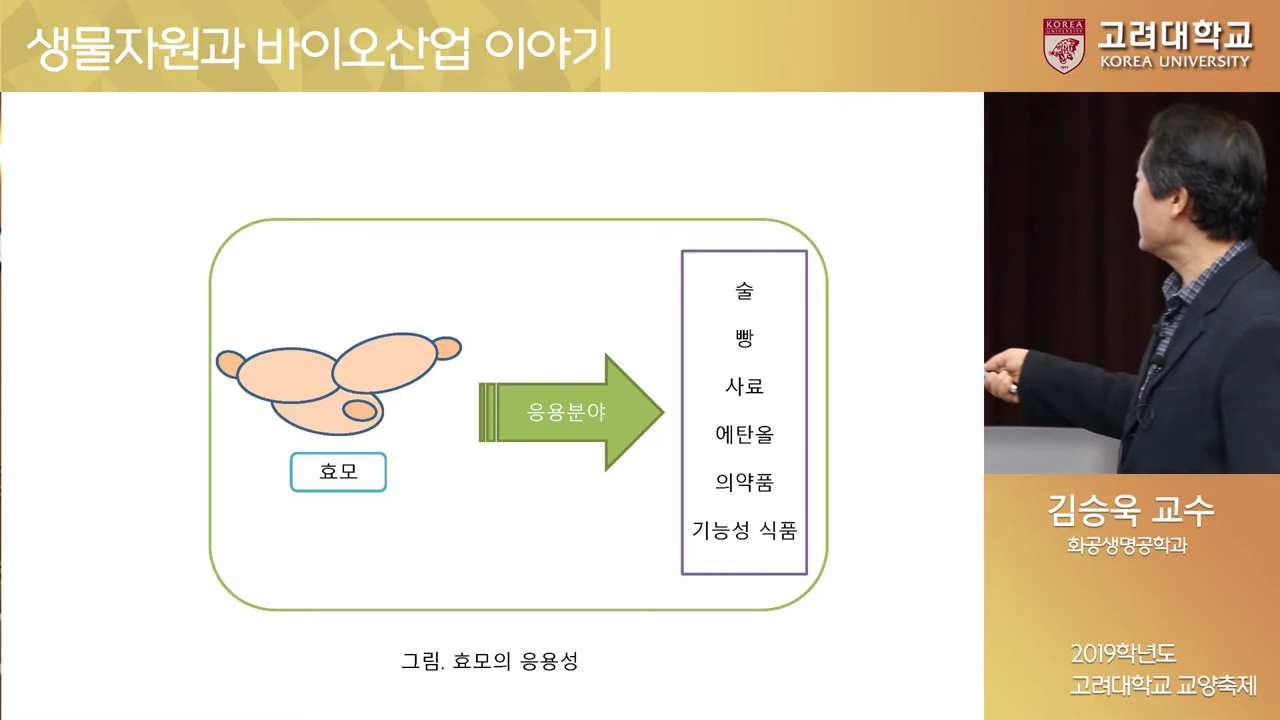 생물자원과 바이오산업 이야기
KOREA
UNIVERSITY
고려대학교
KOREA UNIVERSITY
술
빵
사료
에탄올
의약품
기능성 식품
응용분야
효모
그림. 효모의 응용성
김승욱 교수
화공생명공학과
2019학년도
고려대학교 교양축제